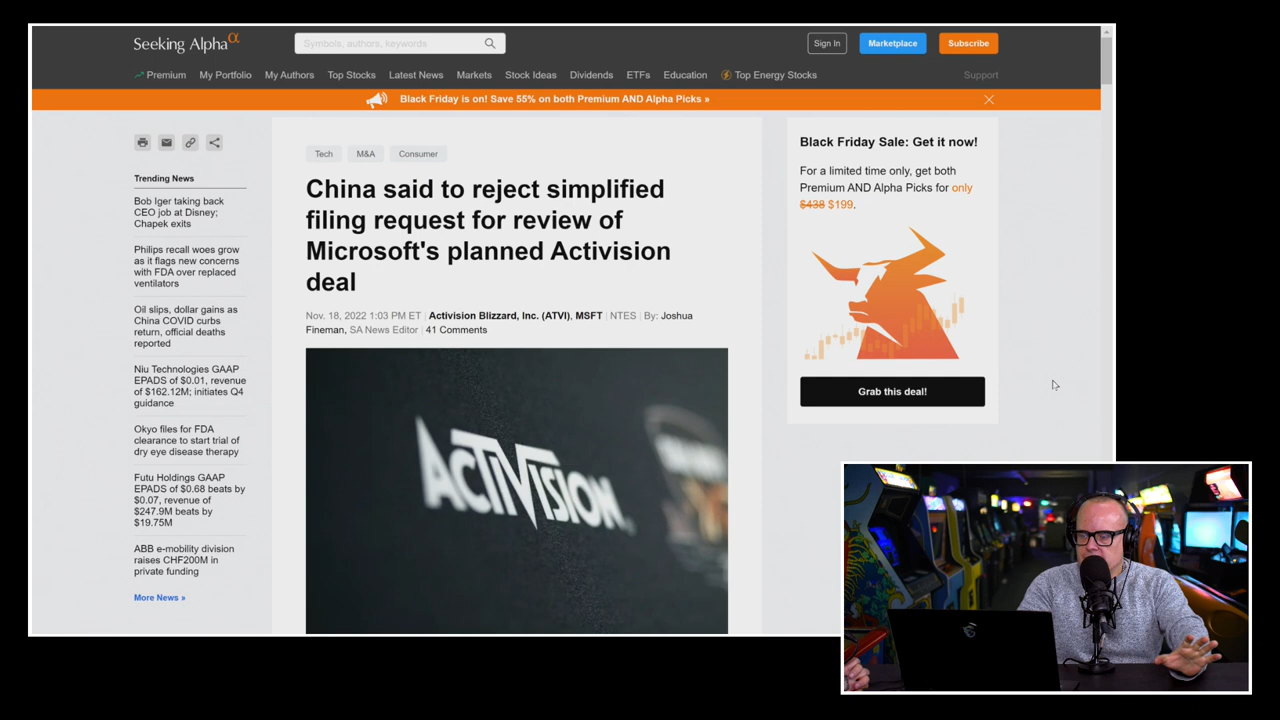 Seeking Alphaα
Symbols, authors, keywords
Sign In
Marketplace
Subscribe
Premium My Portfolio My Authors Top Stocks Latest News Markets Stock Ideas Dividends ETFs Education Top Energy Stocks Support
Black Friday is on! Save 55% on both Premium AND Alpha Picks »
Trending News
Bob Iger taking back
CEO job at Disney;
Chapek exits
Philips recall woes grow
as it flags new concerns
with FDA over replaced
ventilators
Oil slips, dollar gains as
China COVID curbs
return, official deaths
reported
Niu Technologies GAAP
EPADS of $0.01, revenue
of $162.12M; initiates Q4
guidance
Okyo files for FDA
clearance to start trial of
dry eye disease therapy
Futu Holdings GAAP
EPADS of $0.68 beats by
$0.07, revenue of
$247.9M beats by
$19.75M
ABB e-mobility division
raises CHF200M in
private funding
More News »
Tech M&A Consumer
China said to reject simplified
filing request for review of
Microsoft's planned Activision
deal
Nov. 18, 2022 1:03 PM ET | Activision Blizzard, Inc. (ATVI), MSFT | NTES | By: Joshua
Fineman, SA News Editor | 41 Comments
ACTIVISION
Black Friday Sale: Get it now!
For a limited time only, get both
Premium AND Alpha Picks for only
$438 $199.
Grab this deal!